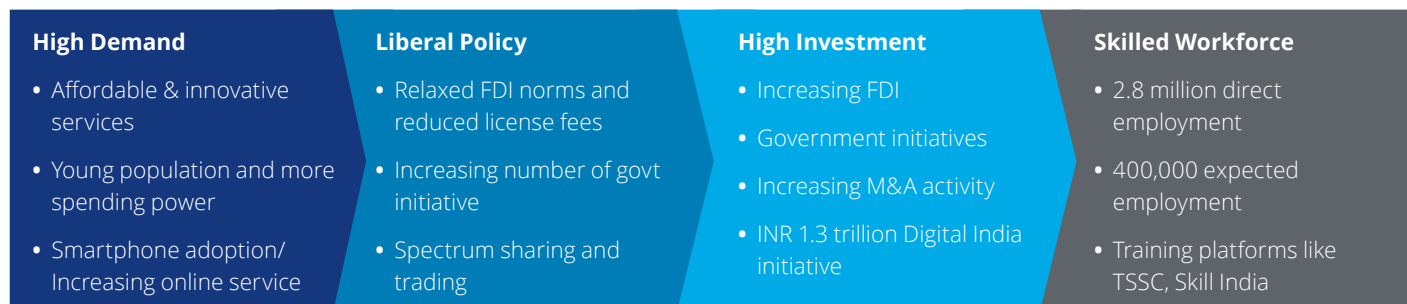 High Demand
• Affordable & innovative
services
• Young population and more
spending power
• Smartphone adoption/
Increasing online service
Liberal Policy
• Relaxed FDI norms and
reduced license fees
• Increasing number of govt
initiative
• Spectrum sharing and
trading
High Investment
• Increasing FDI
• Government initiatives
• Increasing M&A activity
• INR 1.3 trillion Digital India
initiative
Skilled Workforce
• 2.8 million direct
employment
• 400,000 expected
employment
• Training platforms like
TSSC, Skill India